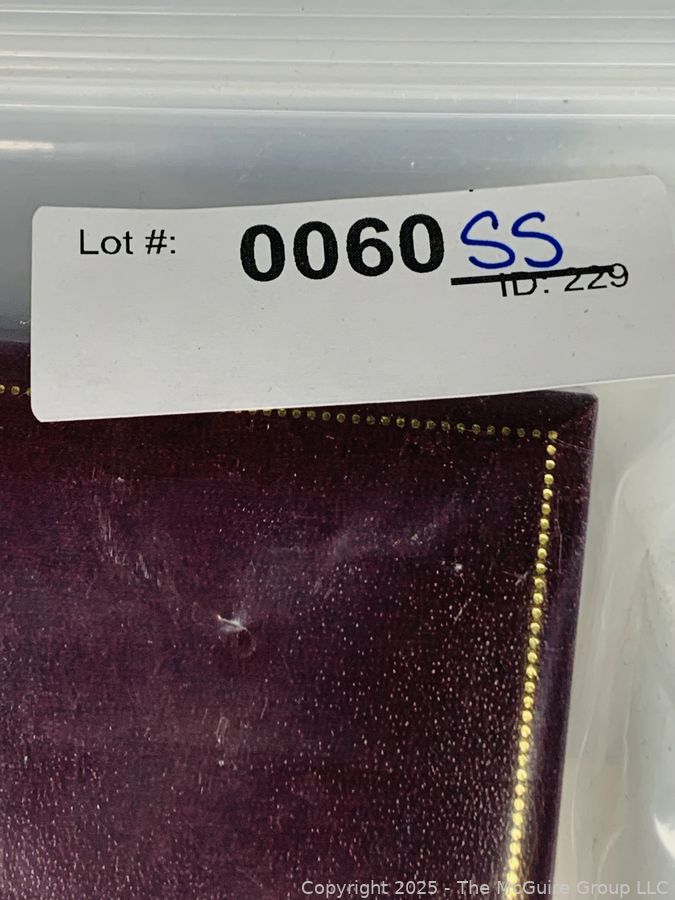 Lot #: 0060 SS
ID: 229
Copyright 2025 - The McGuire Group LLC